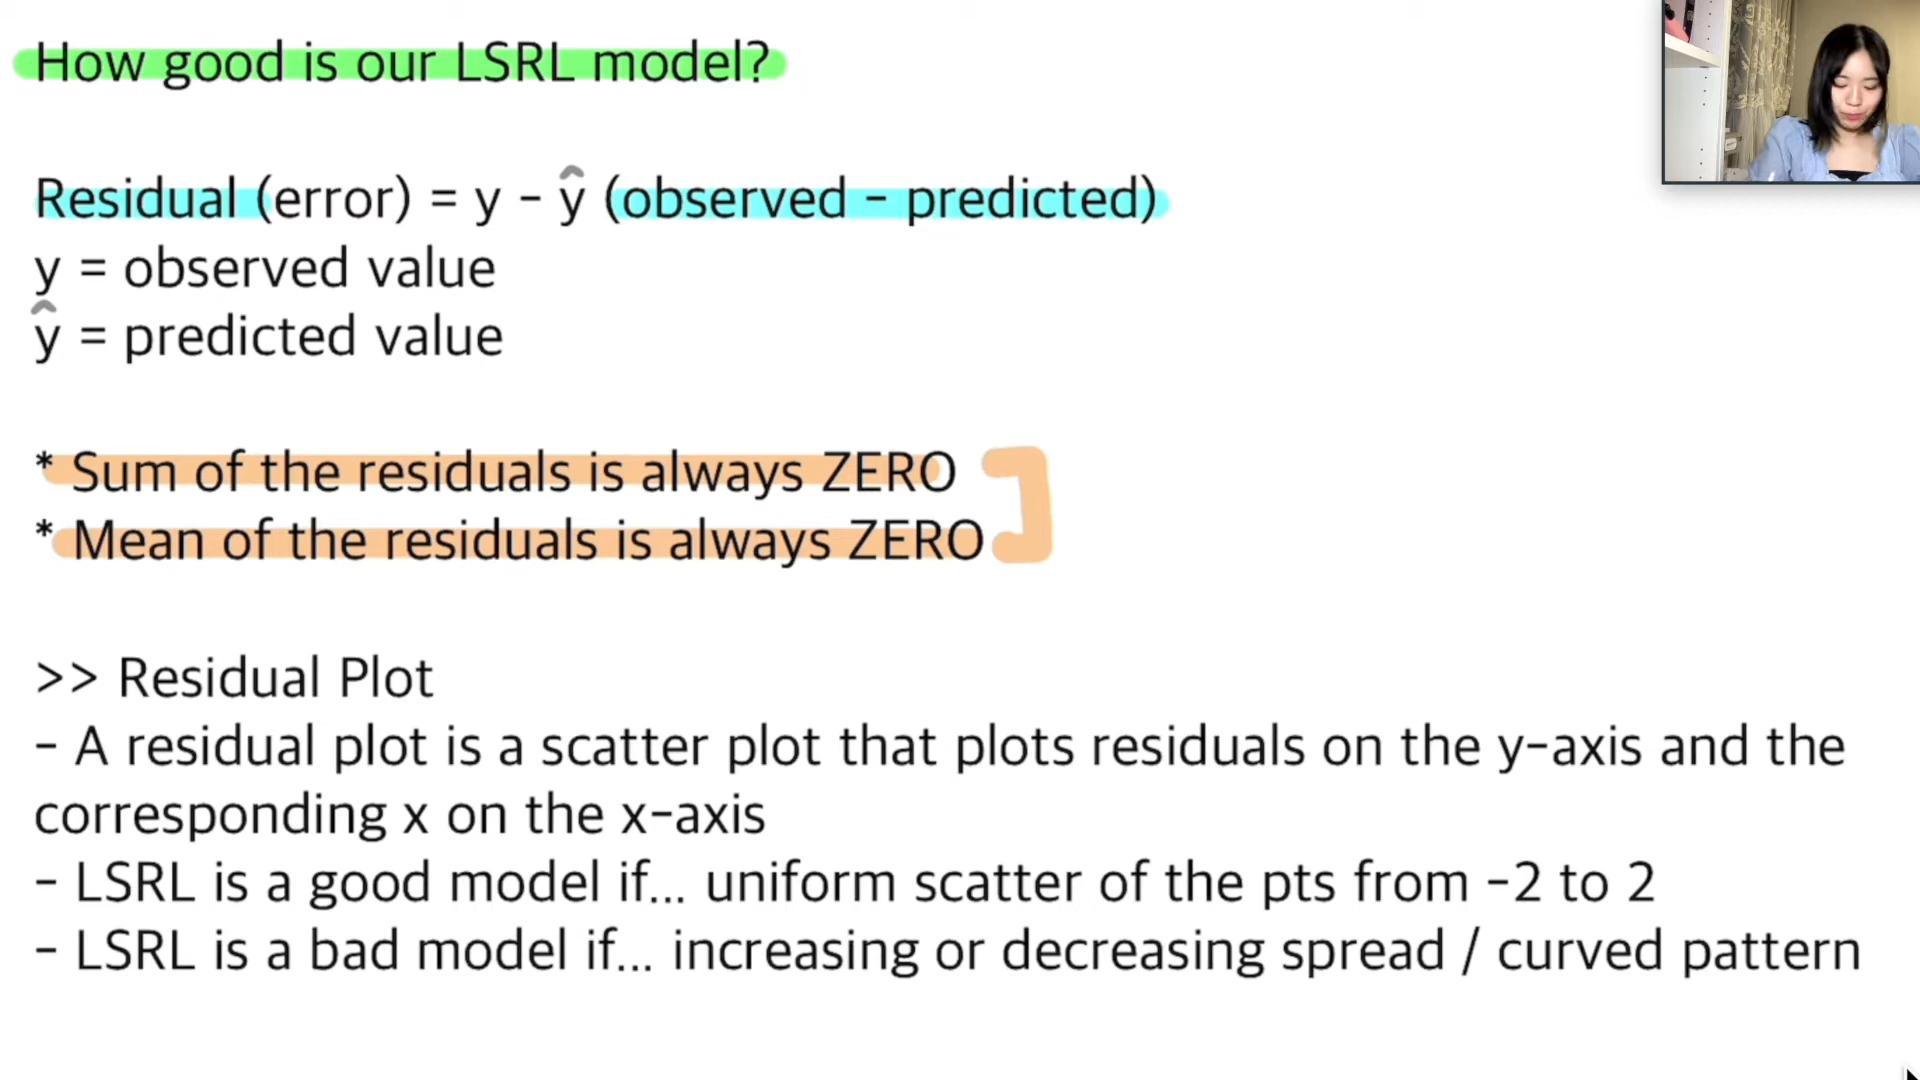 How good is our LSRL model?
Residual (error) = y - ŷ (observed - predicted)
y = observed value
ŷ = predicted value
* Sum of the residuals is always ZERO
* Mean of the residuals is always ZERO
>> Residual Plot
- A residual plot is a scatter plot that plots residuals on the y-axis and the
corresponding x on the x-axis
- LSRL is a good model if... uniform scatter of the pts from -2 to 2
- LSRL is a bad model if... increasing or decreasing spread / curved pattern